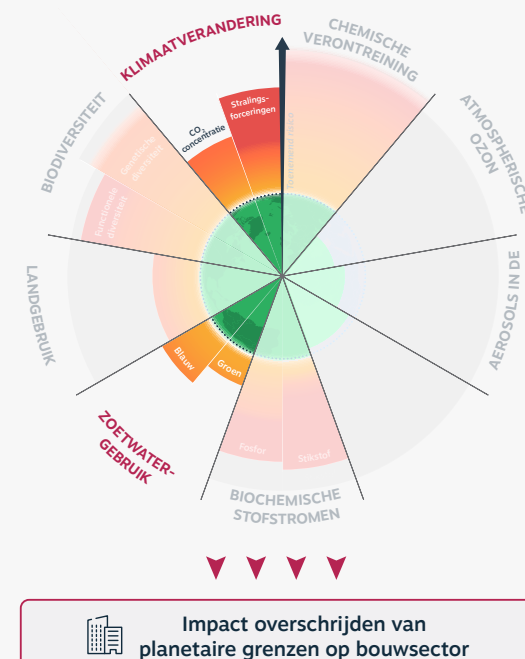 KLIMAATVERANDERING
CHEMISCHE
VERONTREINING
BIODIVERSITEIT
ATMOSPHERISCHE
OZON
Stralings-
forceringen
CO₂
concentratie
Genetische
diversiteit
Functionele
diversiteit
LANDGEBRUIK
AEROSOLS IN DE
Blauw
Groen
ZOETWATER-
GEBRUIK
Fosfor
Stikstof
BIOCHEMISCHE
STOFSTROMEN
Impact overschrijden van
planetaire grenzen op bouwsector